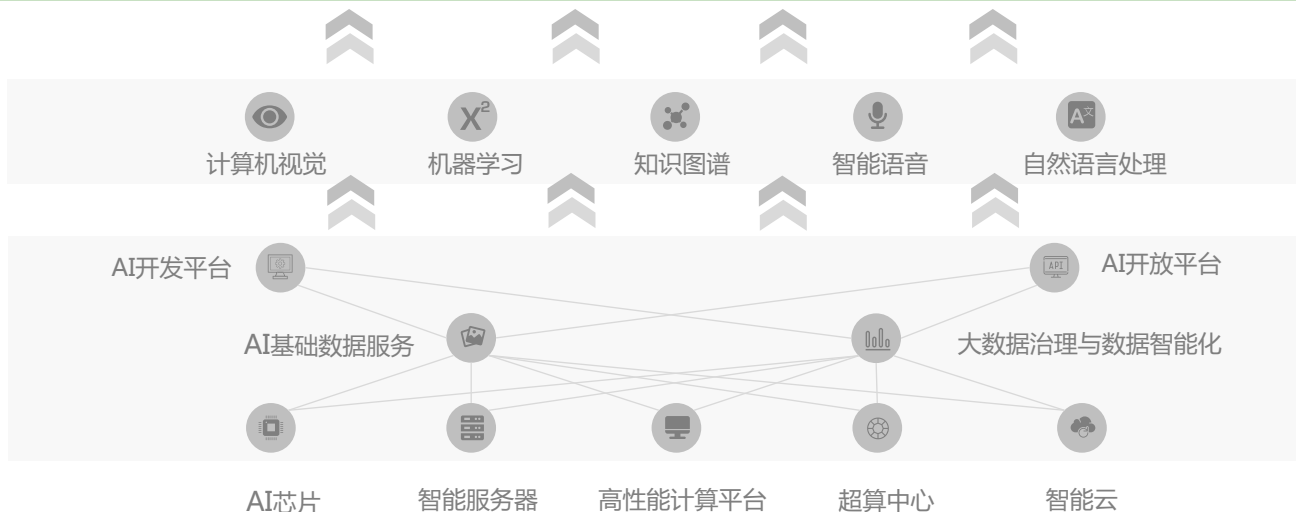 X²
A文
计算机视觉
机器学习
知识图谱
智能语音
自然语言处理
AI开发平台
API
AI开放平台
AI基础数据服务
大数据治理与数据智能化
AI芯片
智能服务器
高性能计算平台
超算中心
智能云